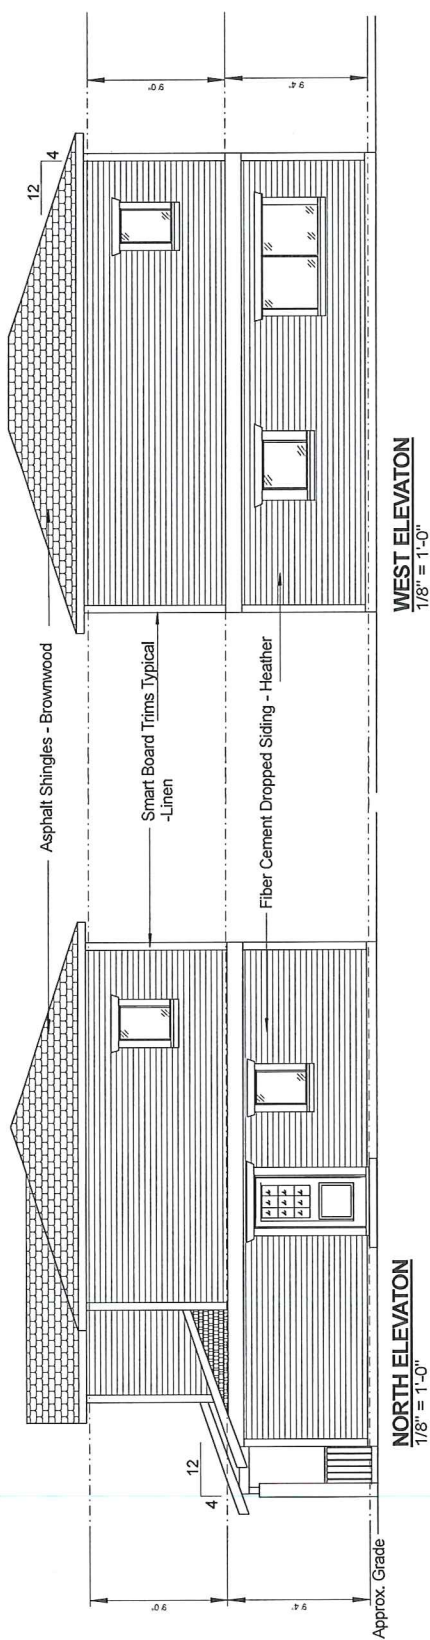 12
4
9'0"
9'4"
Asphalt Shingles - Brownwood
Smart Board Trims Typical
-Linen
Fiber Cement Dropped Siding - Heather
12
4
9'0"
9'4"
Approx. Grade
NORTH ELEVATON
1/8" = 1'-0"
WEST ELEVATON
1/8" = 1'-0"